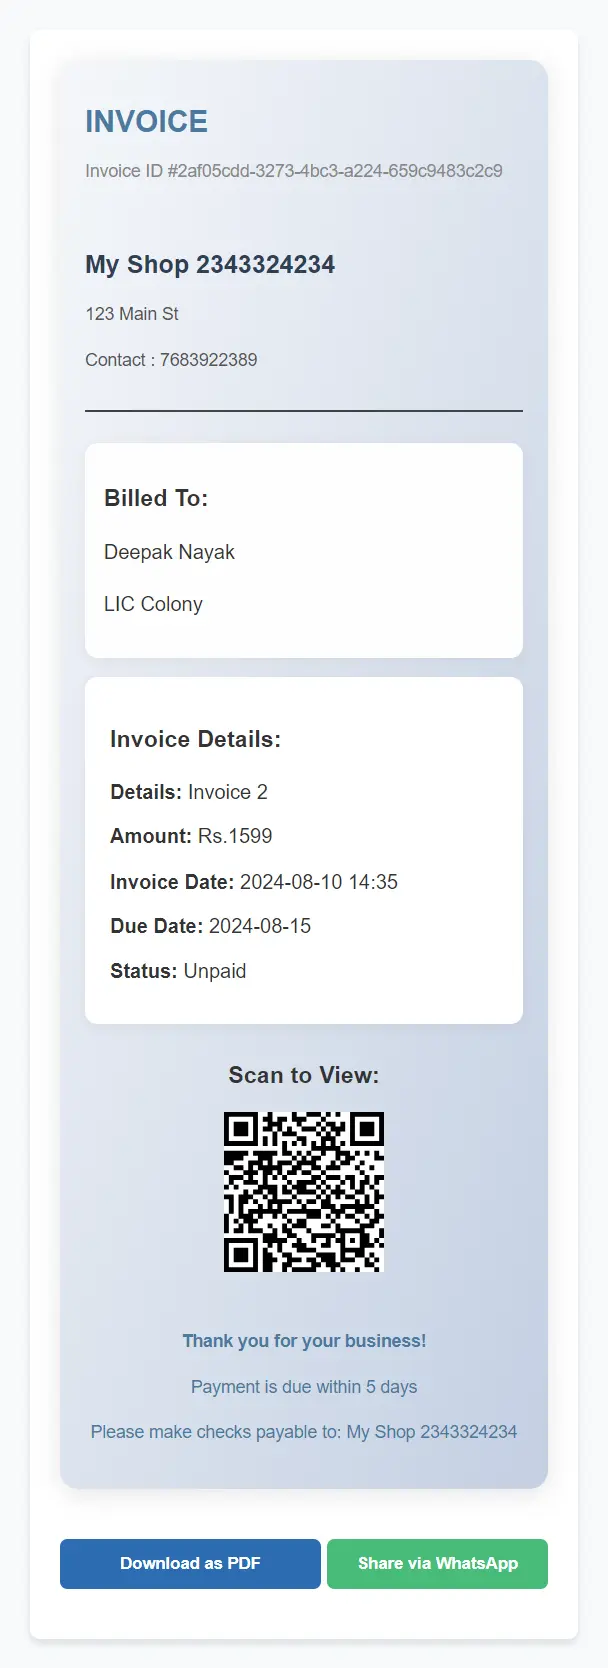 INVOICE
Invoice ID #2af05cdd-3273-4bc3-a224-659c9483c2c9
My Shop 2343324234
123 Main St
Contact : 7683922389
Billed To:
Deepak Nayak
LIC Colony
Invoice Details:
Details: Invoice 2
Amount: Rs.1599
Invoice Date: 2024-08-10 14:35
Due Date: 2024-08-15
Status: Unpaid
Scan to View:
Thank you for your business!
Payment is due within 5 days
Please make checks payable to: My Shop 2343324234
Download as PDF
Share via WhatsApp